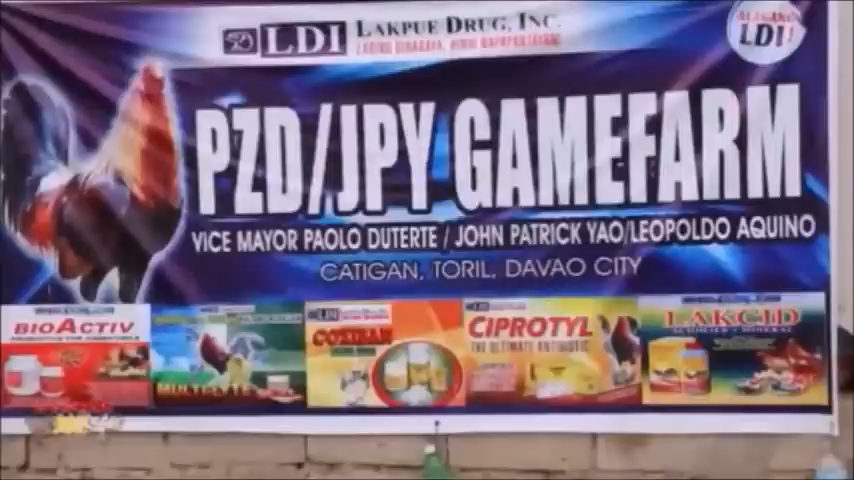 LDI LAKPUE DRUG, INC.
LDI!
PZD/JPY GAMEFARM
VICE MAYOR PAOLO DUTERTE / JOHN PATRICK YAO/LEOPOLDO AQUINO
CATIGAN, TORIL, DAVAO CITY
BIOACTIV
CIPROTYL
THE ULTIMATE ANTIBIOTIC
LAKCID